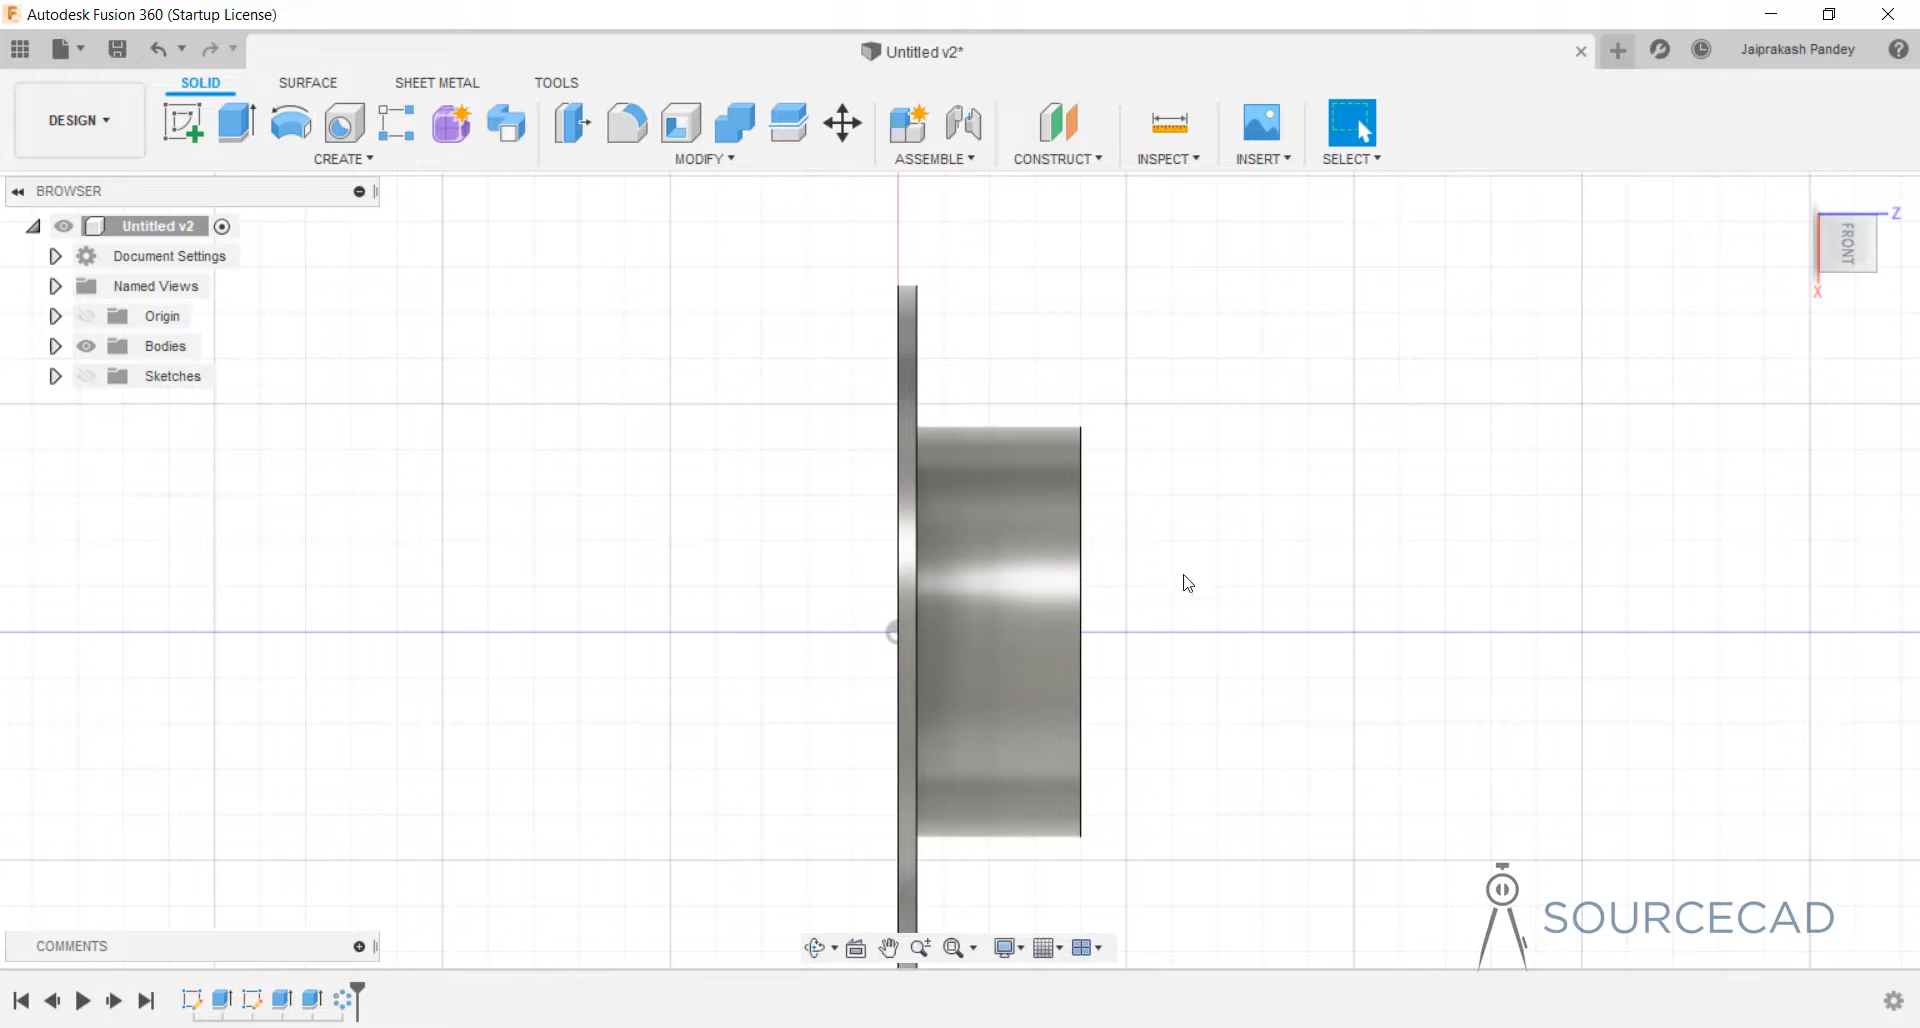 Autodesk Fusion 360 (Startup License)
Untitled v2*
Jaiprakash Pandey
DESIGN
SOLID
SURFACE
SHEET METAL
TOOLS
CREATE
MODIFY
ASSEMBLE
CONSTRUCT
INSPECT
INSERT
SELECT
BROWSER
Untitled v2
Document Settings
Named Views
Origin
Bodies
Sketches
Z
FRONT
X
SOURCECAD
COMMENTS